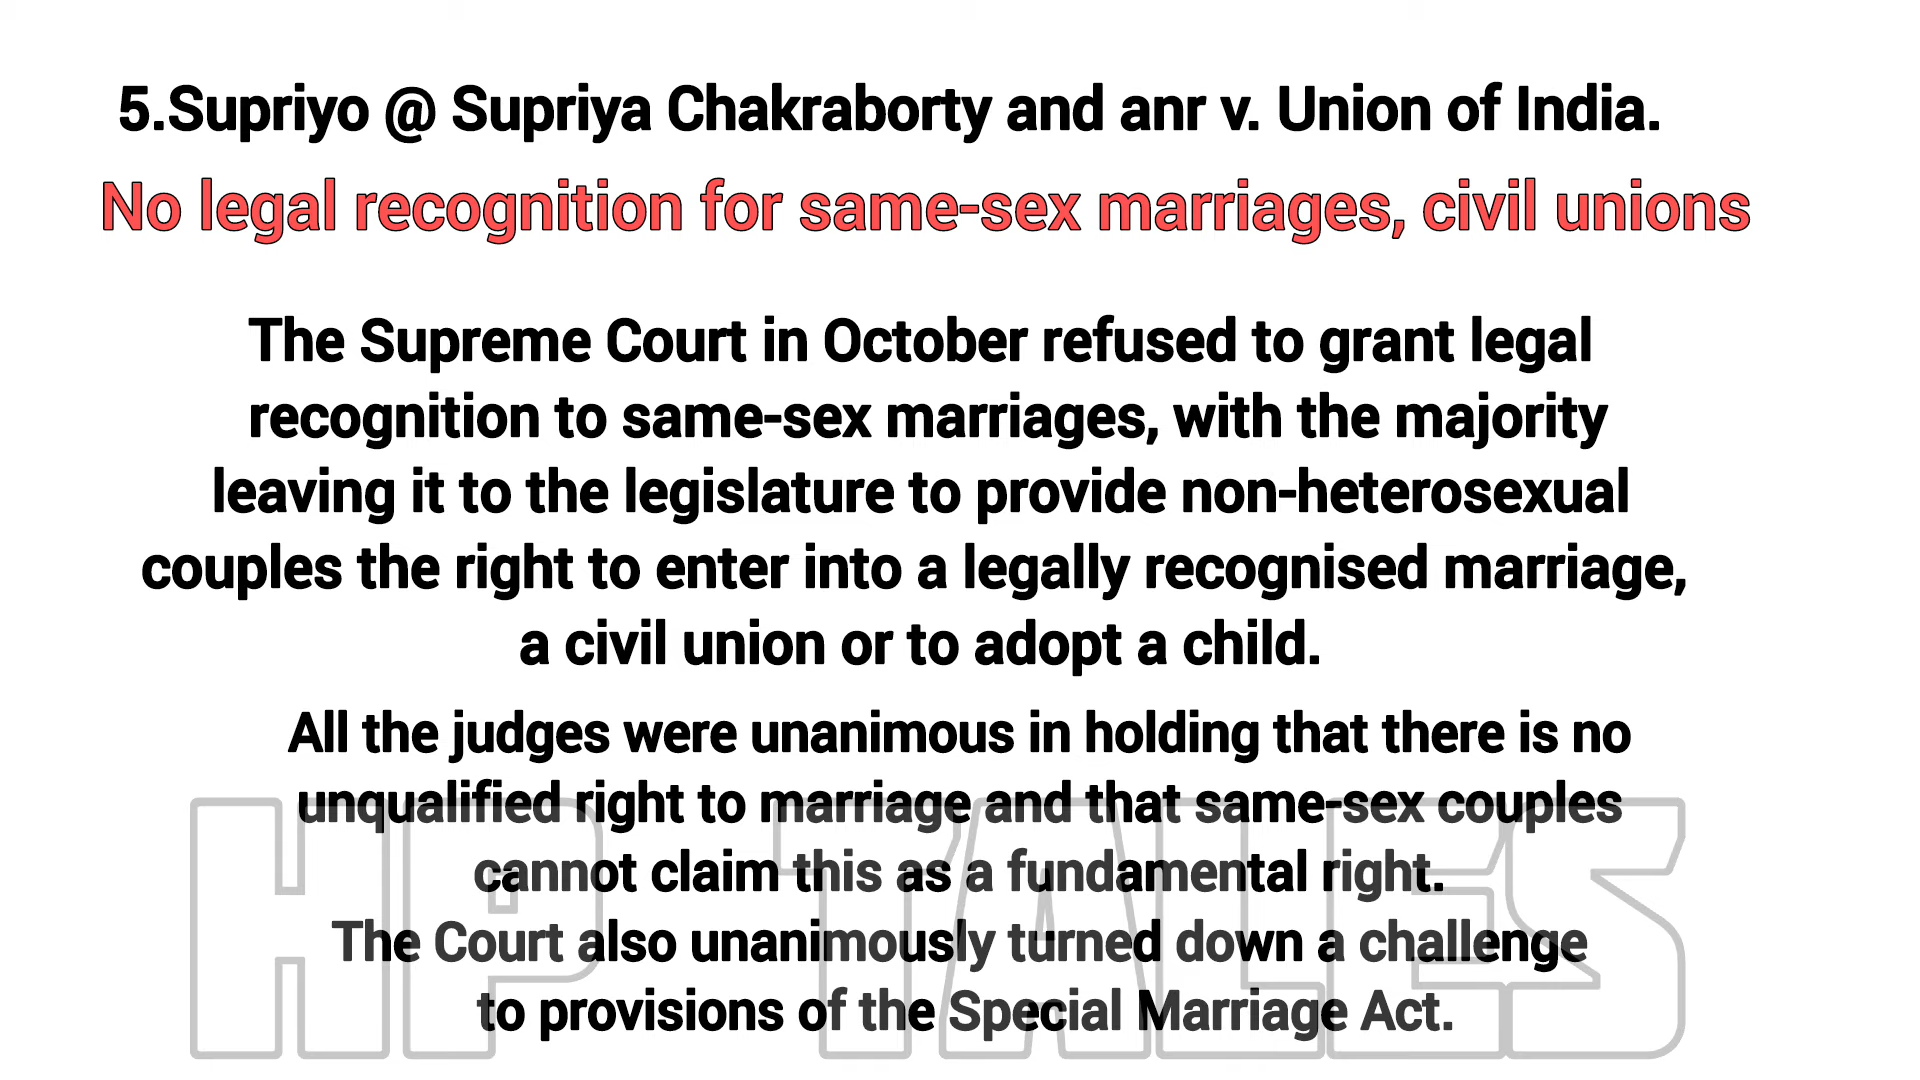 5.Supriyo @ Supriya Chakraborty and anr v. Union of India.
No legal recognition for same-sex marriages, civil unions
The Supreme Court in October refused to grant legal
recognition to same-sex marriages, with the majority
leaving it to the legislature to provide non-heterosexual
couples the right to enter into a legally recognised marriage,
a civil union or to adopt a child.
All the judges were unanimous in holding that there is no
unqualified right to marriage and that same-sex couples
cannot claim this as a fundamental right.
The Court also unanimously turned down a challenge
to provisions of the Special Marriage Act.
HP TALES